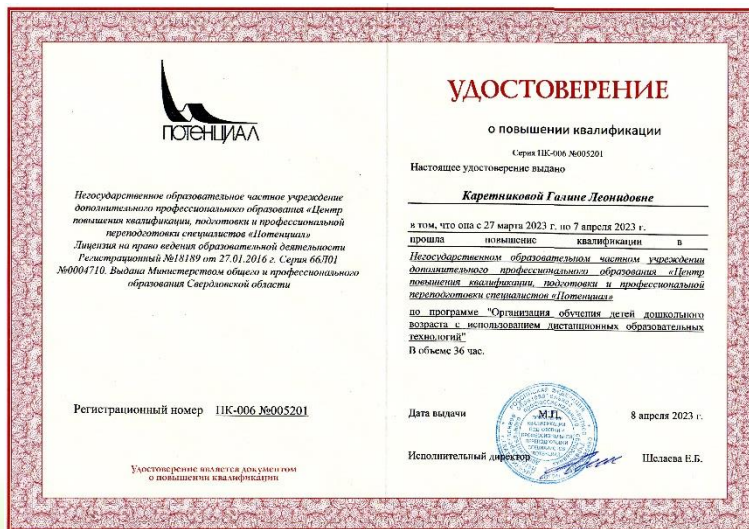 ПОТЕНЦИАЛ
Негосударственное образовательное частное учреждение
дополнительного профессионального образования «Центр
повышения квалификации, подготовки и профессиональной
переподготовки специалистов «Потенциал»
Лицензия на право ведения образовательной деятельности
Регистрационный №18189 от 27.01.2016 г. Серия 66Л01
№0004710. Выдана Министерством общего и профессионального
образования Свердловской области
Регистрационный номер ПК-006 №005201
Удостоверение является документом
о повышении квалификации
УДОСТОВЕРЕНИЕ
о повышении квалификации
Серия ПК-006 №005201
Настоящее удостоверение выдано
Каретниковой Галине Леонидовне
в том, что она с 27 марта 2023 г. по 7 апреля 2023 г.
прошла повышение квалификации в
Негосударственном образовательном частном учреждении
дополнительного профессионального образования «Центр
повышения квалификации, подготовки и профессиональной
переподготовки специалистов «Потенциал»
по программе "Организация обучения детей дошкольного
возраста с использованием дистанционных образовательных
технологий"
В объеме 36 час.
Дата выдачи М.П. 8 апреля 2023 г.
Исполнительный директор Шелаева Е.Б.